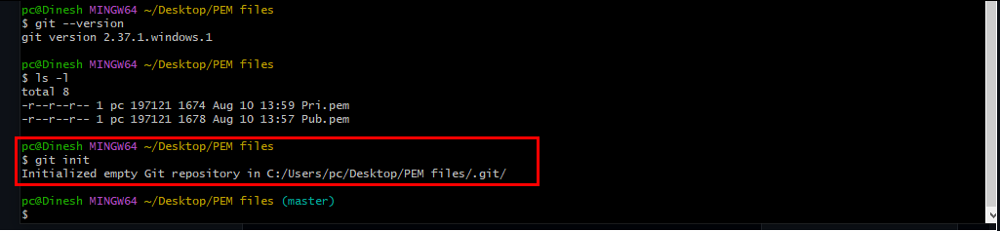 pc@Dinesh MINGW64 ~/Desktop/PEM files
$ git --version
git version 2.37.1.windows.1
pc@Dinesh MINGW64 ~/Desktop/PEM files
$ ls -l
total 8
-r--r--r-- 1 pc 197121 1674 Aug 10 13:59 Pri.pem
-r--r--r-- 1 pc 197121 1678 Aug 10 13:57 Pub.pem
pc@Dinesh MINGW64 ~/Desktop/PEM files
$ git init
Initialized empty Git repository in C:/Users/pc/Desktop/PEM files/.git/
pc@Dinesh MINGW64 ~/Desktop/PEM files (master)
$